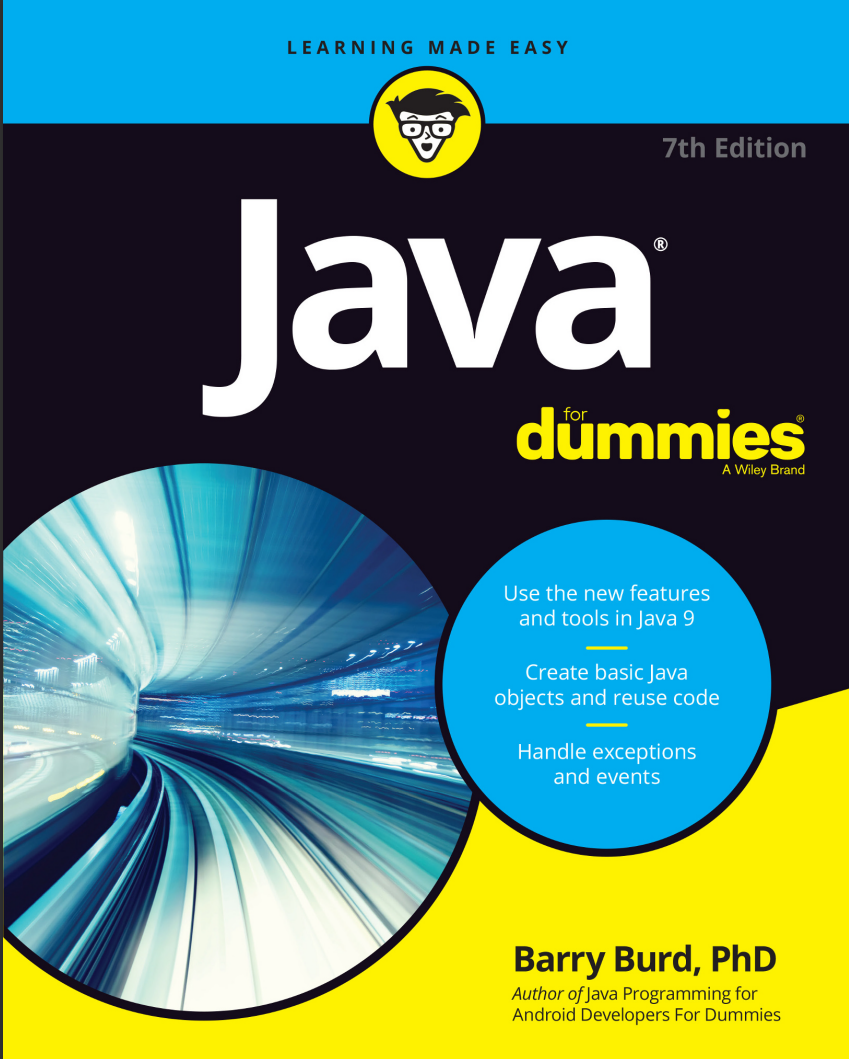 LEARNING MADE EASY
7th Edition
Java®
for
dummies®
A Wiley Brand
Use the new features
and tools in Java 9
Create basic Java
objects and reuse code
Handle exceptions
and events
Barry Burd, PhD
Author of Java Programming for
Android Developers For Dummies